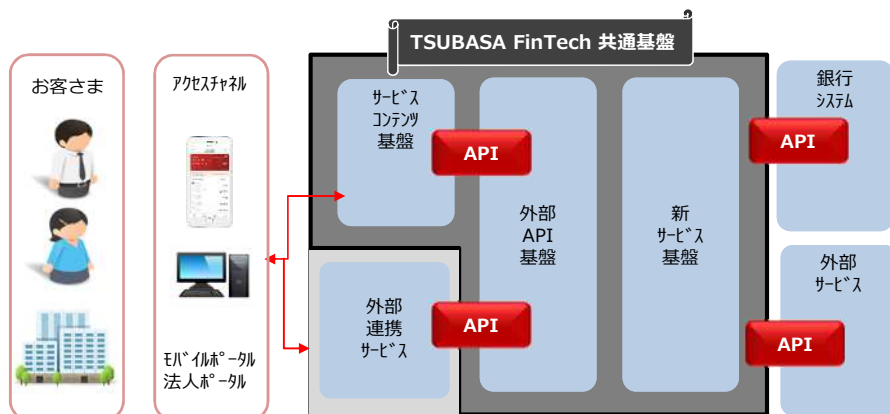 TSUBASA FinTech 共通基盤
お客さま
ｱｸｾｽﾁｬﾈﾙ
ﾓﾊﾞｲﾙﾎﾟｰﾀﾙ
法人ﾎﾟｰﾀﾙ
ｻｰﾋﾞｽ
ｺﾝﾃﾝﾂ
基盤
API
外部
API
基盤
新
ｻｰﾋﾞｽ
基盤
API
銀行
ｼｽﾃﾑ
外部
連携
ｻｰﾋﾞｽ
API
API
外部
ｻｰﾋﾞｽ